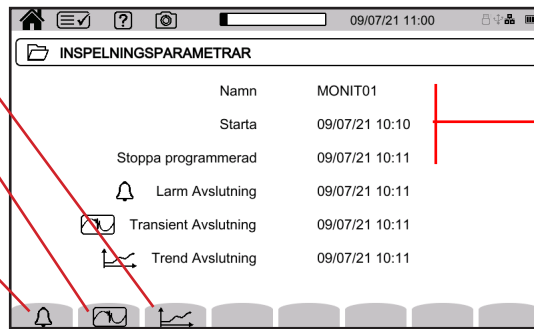 09/07/21 11:00
INSPELNINGSPARAMETRAR
Namn MONIT01
Starta 09/07/21 10:10
Stoppa programmerad 09/07/21 10:11
Larm Avslutning 09/07/21 10:11
Transient Avslutning 09/07/21 10:11
Trend Avslutning 09/07/21 10:11